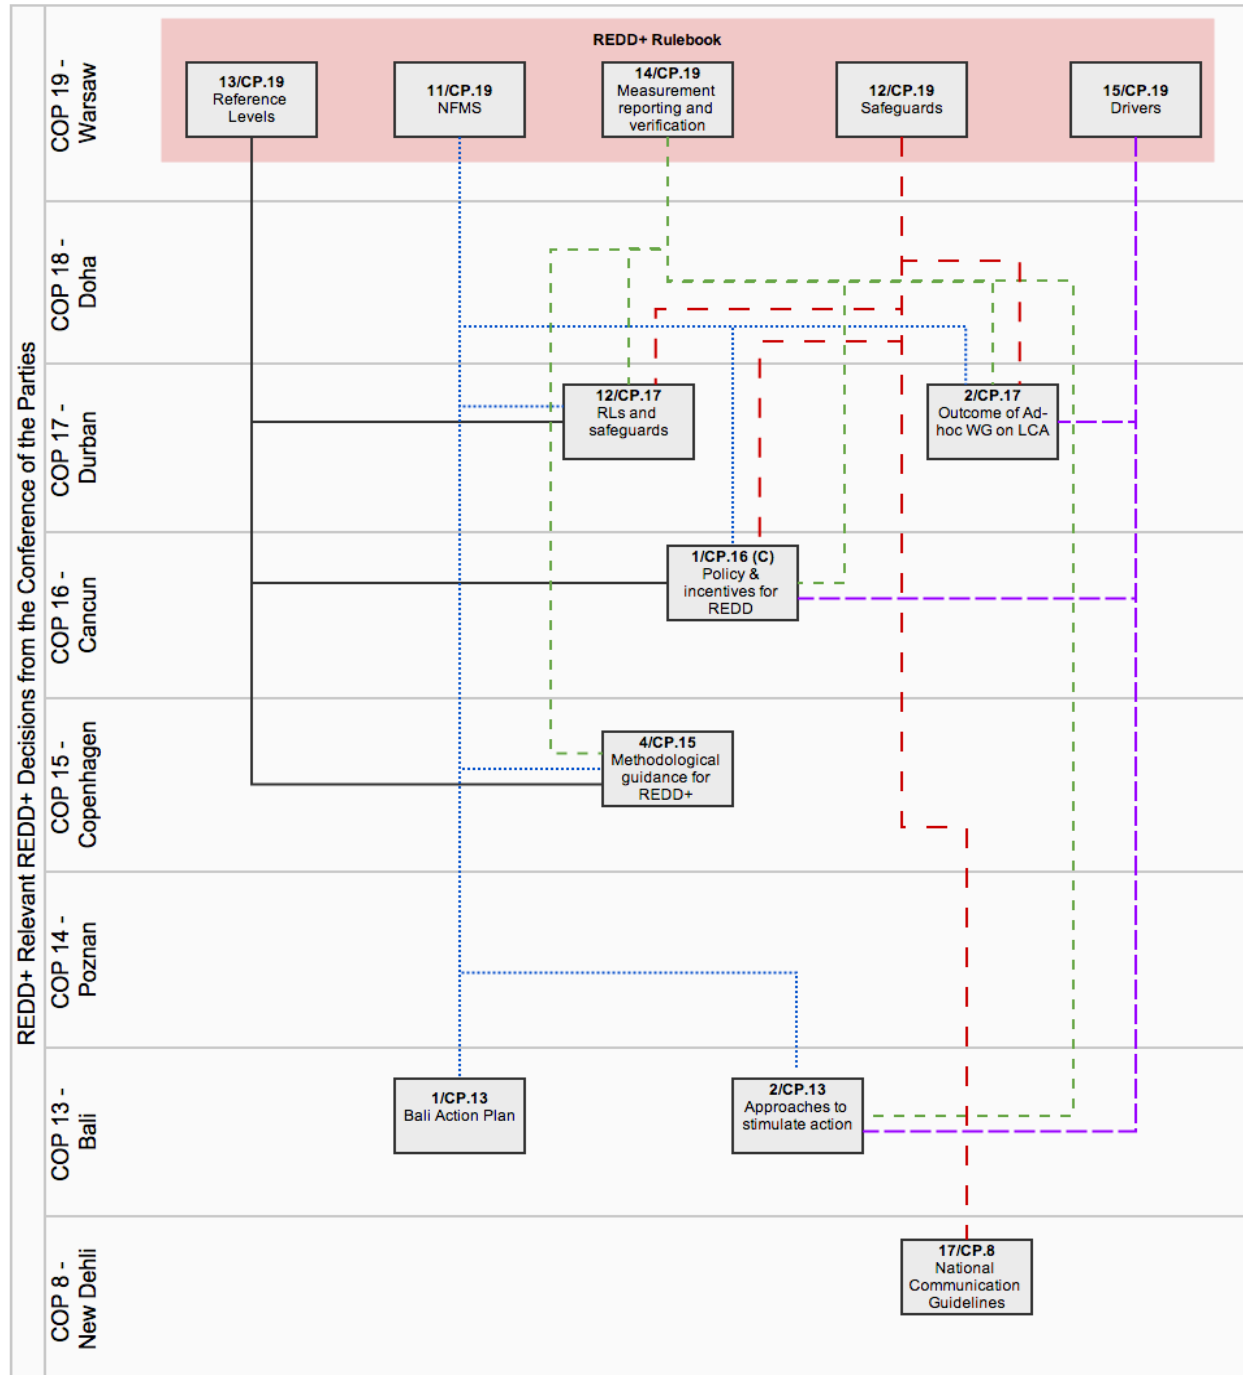 REDD+ Relevant REDD+ Decisions from the Conference of the Parties
COP 19 -
Warsaw
REDD+ Rulebook
13/CP.19
Reference
Levels
11/CP.19
NFMS
14/CP.19
Measurement
reporting and
verification
12/CP.19
Safeguards
15/CP.19
Drivers
COP 18 -
Doha
COP 17 -
Durban
12/CP.17
RLs and
safeguards
2/CP.17
Outcome of Ad-
hoc WG on LCA
COP 16 -
Cancun
1/CP.16 (C)
Policy &
incentives for
REDD
COP 15 -
Copenhagen
4/CP.15
Methodological
guidance for
REDD+
COP 14 -
Poznan
COP 13 -
Bali
1/CP.13
Bali Action Plan
2/CP.13
Approaches to
stimulate action
COP 8 -
New Dehli
17/CP.8
National
Communication
Guidelines